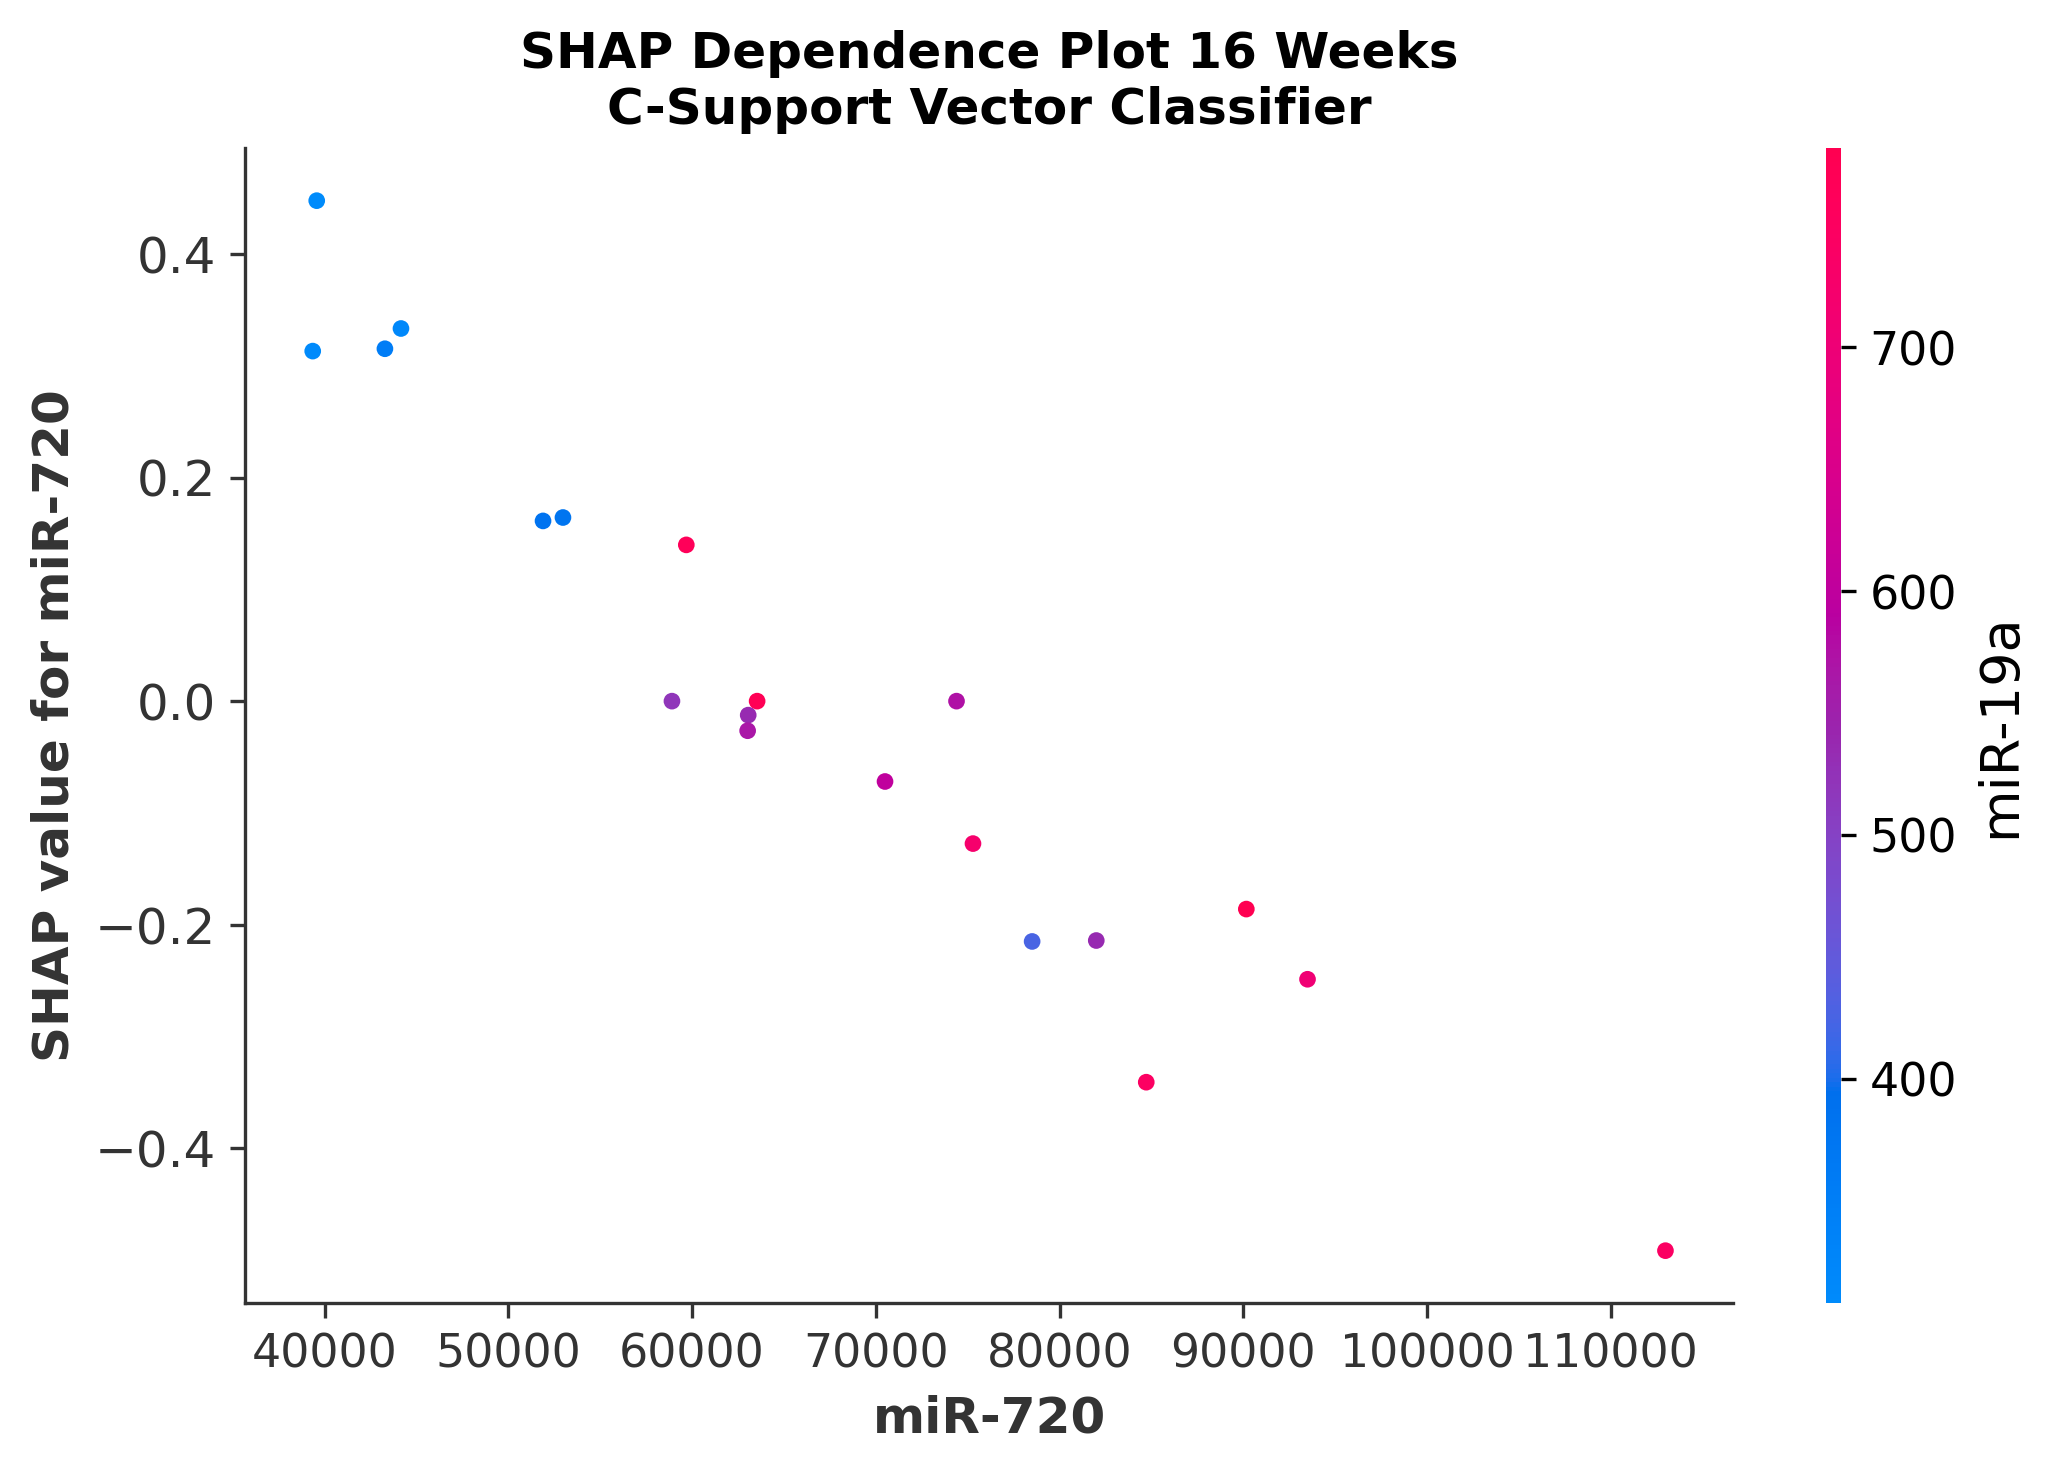 SHAP Dependence Plot 16 Weeks
C-Support Vector Classifier
SHAP value for miR-720
0.4
0.2
0.0
−0.2
−0.4
40000 50000 60000 70000 80000 90000 100000 110000
miR-720
700
600
500
400
miR-19a